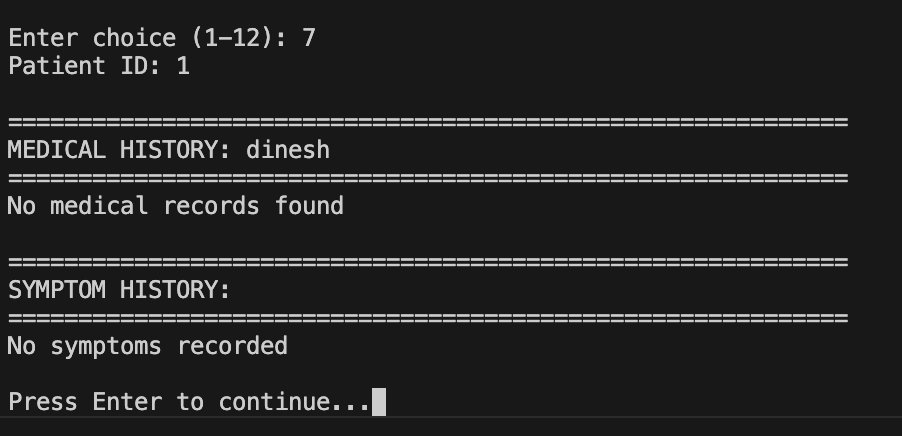 Enter choice (1-12): 7
Patient ID: 1
============================================================
MEDICAL HISTORY: dinesh
============================================================
No medical records found
============================================================
SYMPTOM HISTORY:
============================================================
No symptoms recorded
Press Enter to continue...